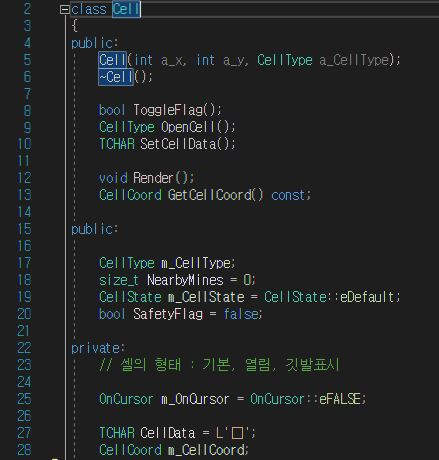 2 class Cell
3 {
4 public:
5 Cell(int a_x, int a_y, CellType a_CellType);
6 ~Cell();
7
8 bool ToggleFlag();
9 CellType OpenCell();
10 TCHAR SetCellData();
11
12 void Render();
13 CellCoord GetCellCoord() const;
14
15 public:
16
17 CellType m_CellType;
18 size_t NearbyMines = 0;
19 CellState m_CellState = CellState::eDefault;
20 bool SafetyFlag = false;
21
22 private:
23 // 셀의 형태 : 기본, 열림, 깃발표시
24
25 OnCursor m_OnCursor = OnCursor::eFALSE;
26
27 TCHAR CellData = L'□';
28 CellCoord m_CellCoord;